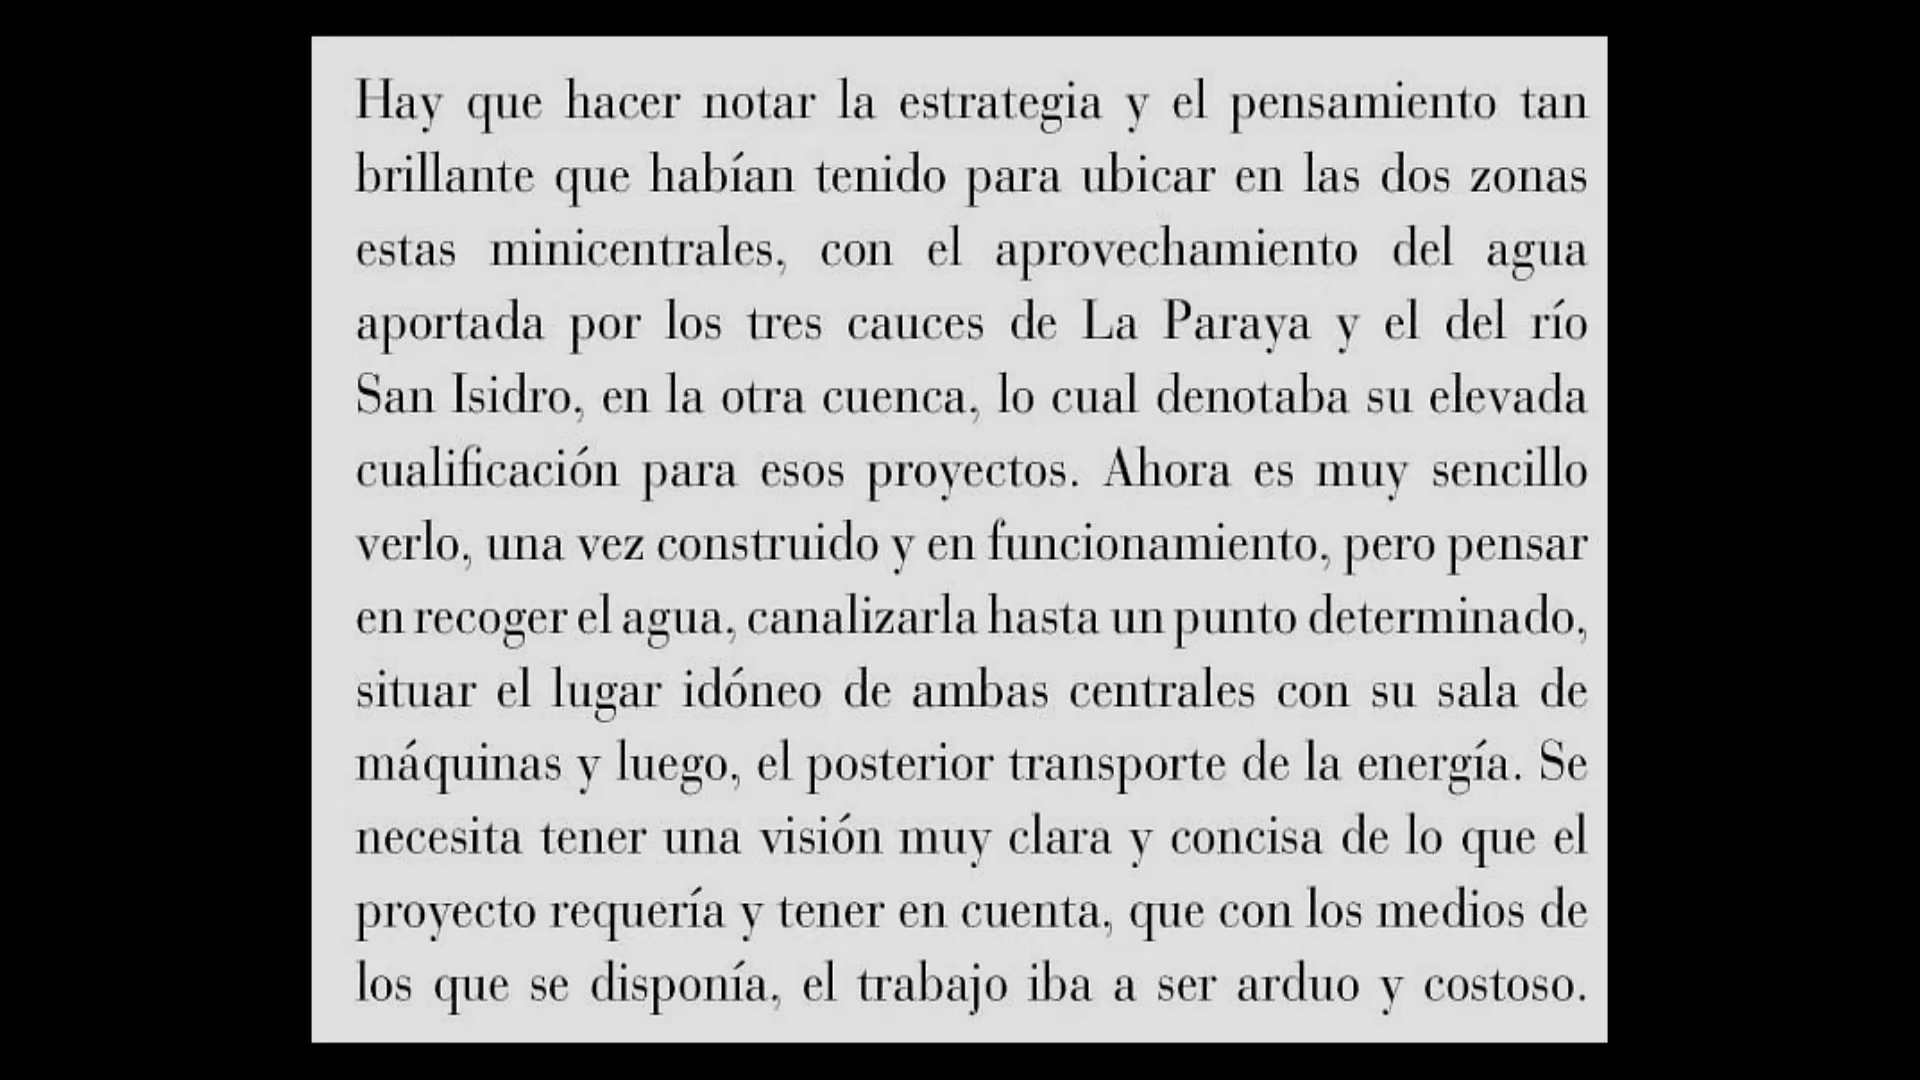 Hay que hacer notar la estrategia y el pensamiento tan
brillante que habían tenido para ubicar en las dos zonas
estas minicentrales, con el aprovechamiento del agua
aportada por los tres cauces de La Paraya y el del río
San Isidro, en la otra cuenca, lo cual denotaba su elevada
cualificación para esos proyectos. Ahora es muy sencillo
verlo, una vez construido y en funcionamiento, pero pensar
en recoger el agua, canalizarla hasta un punto determinado,
situar el lugar idóneo de ambas centrales con su sala de
máquinas y luego, el posterior transporte de la energía. Se
necesita tener una visión muy clara y concisa de lo que el
proyecto requería y tener en cuenta, que con los medios de
los que se disponía, el trabajo iba a ser arduo y costoso.